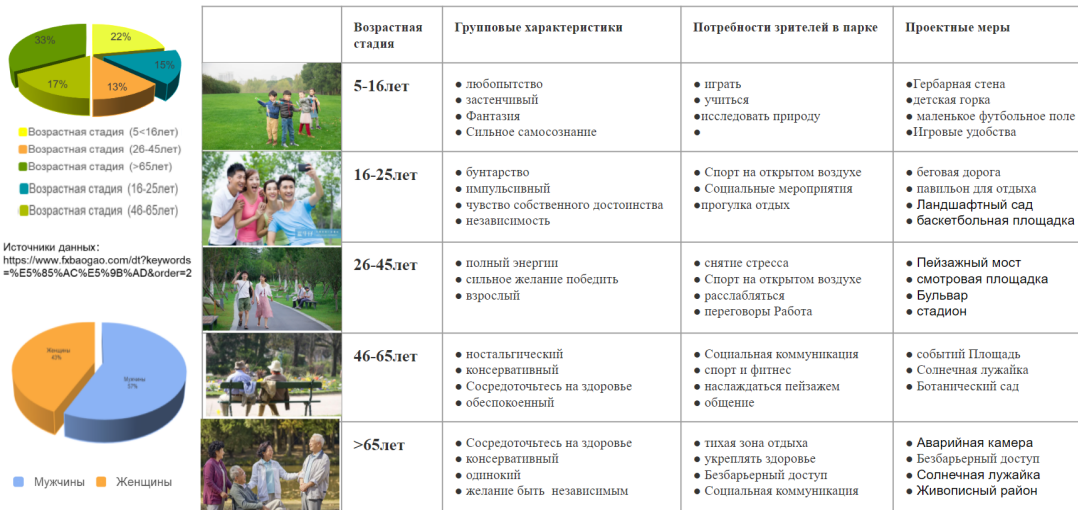 33%
22%
15%
17%
13%
Возрастная стадия (5<16лет)
Возрастная стадия (26-45лет)
Возрастная стадия (>65лет)
Возрастная стадия (16-25лет)
Возрастная стадия (46-65лет)
Источники данных:
https://www.fxbaogao.com/dt?keywords
=%E5%85%AC%E5%9B%AD&order=2
Женщины
Мужчины
Мужчины Женщины
Возрастная
стадия
Групповые характеристики
Потребности зрителей в парке
Проектные меры
5-16лет
● любопытство
● застенчивый
● Фантазия
● Сильное самосознание
● играть
● учиться
●исследовать природу
●
●Гербарная стена
●детская горка
● маленькое футбольное поле
●Игровые удобства
16-25лет
● бунтарство
● импульсивный
● чувство собственного достоинства
● независимость
● Спорт на открытом воздухе
● Социальные мероприятия
●прогулка отдых
● беговая дорога
● павильон для отдыха
● Ландшафтный сад
● баскетбольная площадка
26-45лет
● полный энергии
● сильное желание победить
● взрослый
● снятие стресса
● Спорт на открытом воздухе
● расслабляться
● переговоры Работа
● Пейзажный мост
● смотровая площадка
● Бульвар
● стадион
46-65лет
● ностальгический
● консервативный
● Сосредоточьтесь на здоровье
● обеспокоенный
● Социальная коммуникация
● спорт и фитнес
● наслаждаться пейзажем
● общение
● событий Площадь
● Солнечная лужайка
● Ботанический сад
>65лет
● Сосредоточьтесь на здоровье
● консервативный
● одинокий
● желание быть независимым
● тихая зона отдыха
● укреплять здоровье
● Безбарьерный доступ
● Социальная коммуникация
● Аварийная камера
● Безбарьерный доступ
● Солнечная лужайка
● Живописный район